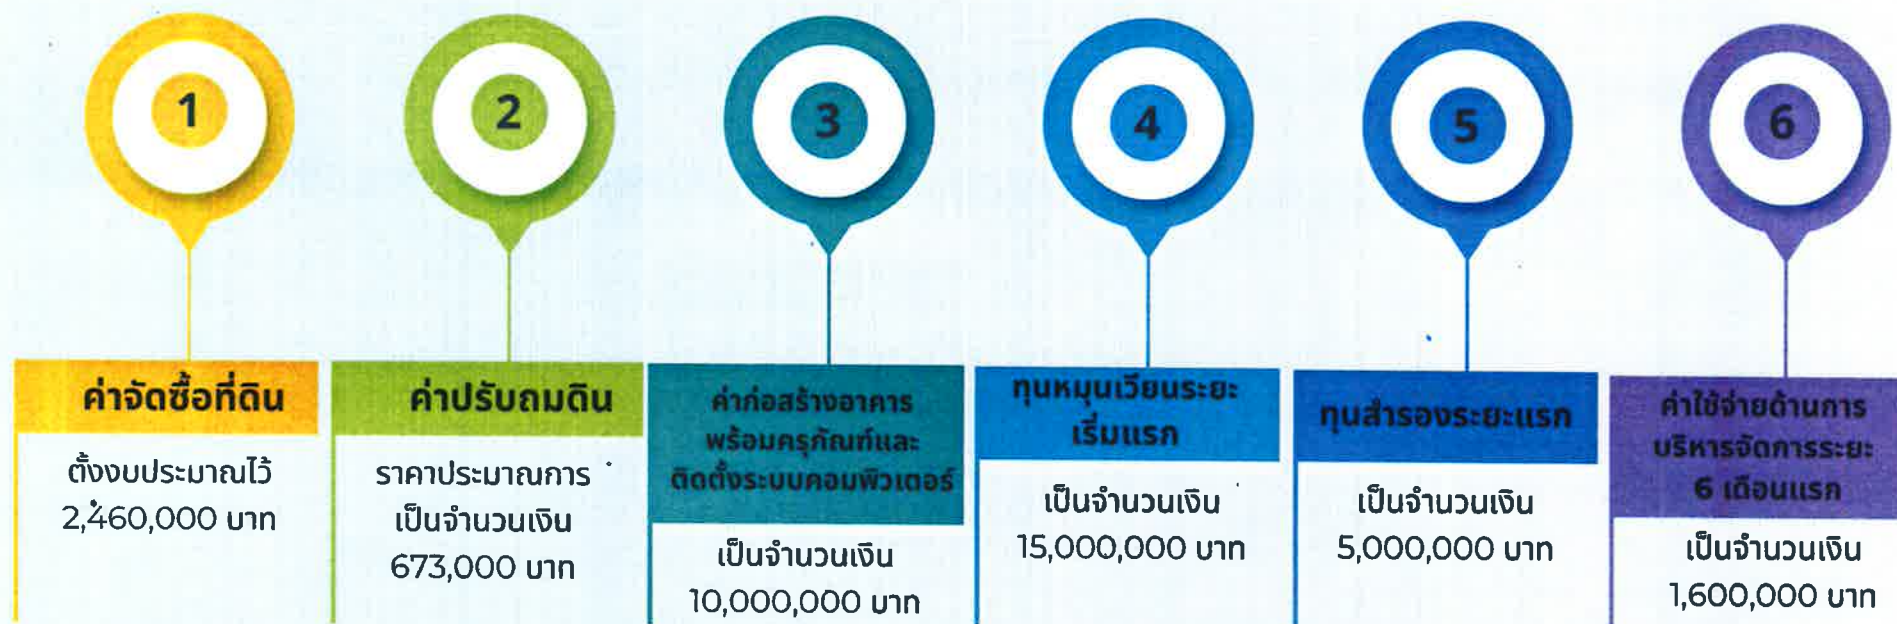 1
ค่าจัดซื้อที่ดิน
ตั้งงบประมาณไว้
2,460,000 บาท
2
ค่าปรับถมดิน
ราคาประมาณการ
เป็นจำนวนเงิน
673,000 บาท
3
ค่าก่อสร้างอาคาร
พร้อมครุภัณฑ์และ
ติดตั้งระบบคอมพิวเตอร์
เป็นจำนวนเงิน
10,000,000 บาท
4
ทุนหมุนเวียนระยะ
เริ่มแรก
เป็นจำนวนเงิน
15,000,000 บาท
5
ทุนสำรองระยะแรก
เป็นจำนวนเงิน
5,000,000 บาท
6
ค่าใช้จ่ายด้านการ
บริหารจัดการระยะ
6 เดือนแรก
เป็นจำนวนเงิน
1,600,000 บาท